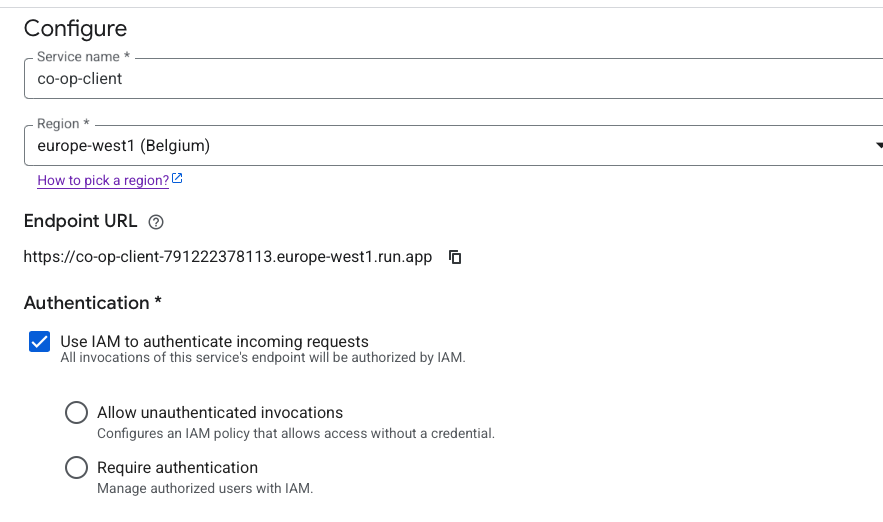 Configure
Service name *
co-op-client
Region *
europe-west1 (Belgium)
How to pick a region?
Endpoint URL
https://co-op-client-791222378113.europe-west1.run.app
Authentication *
Use IAM to authenticate incoming requests
All invocations of this service's endpoint will be authorized by IAM.
Allow unauthenticated invocations
Configures an IAM policy that allows access without a credential.
Require authentication
Manage authorized users with IAM.